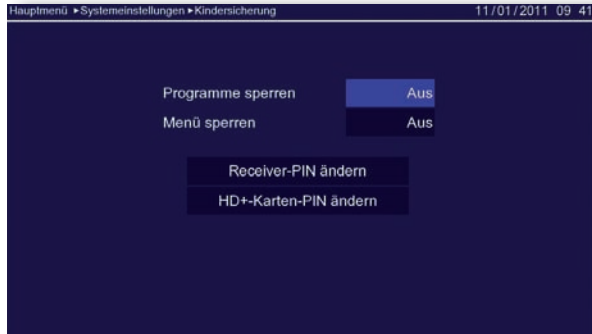 Hauptmenü ►Systemeinstellungen ►Kindersicherung 11/01/2011 09 41
Programme sperren Aus
Menü sperren Aus
Receiver-PIN ändern
HD+-Karten-PIN ändern